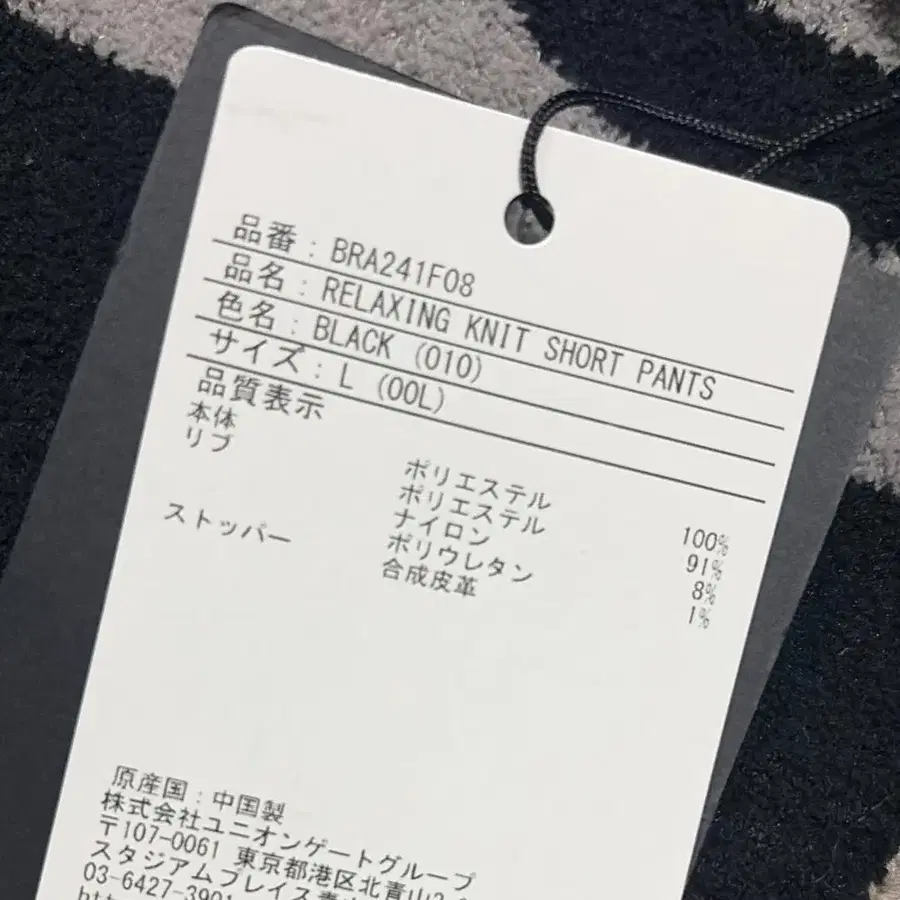 品番：BRA241F08
品名：RELAXING KNIT SHORT PANTS
色名：BLACK (010)
サイズ：L (00L)
品質表示
本体 ポリエステル 100%
リブ ポリエステル 91%
ナイロン 8%
ポリウレタン 1%
ストッパー 合成皮革
原産国：中国製
株式会社ユニオンゲートグループ
〒107-0061 東京都港区北青山
スタジアムプレイス青
03-6427-3901